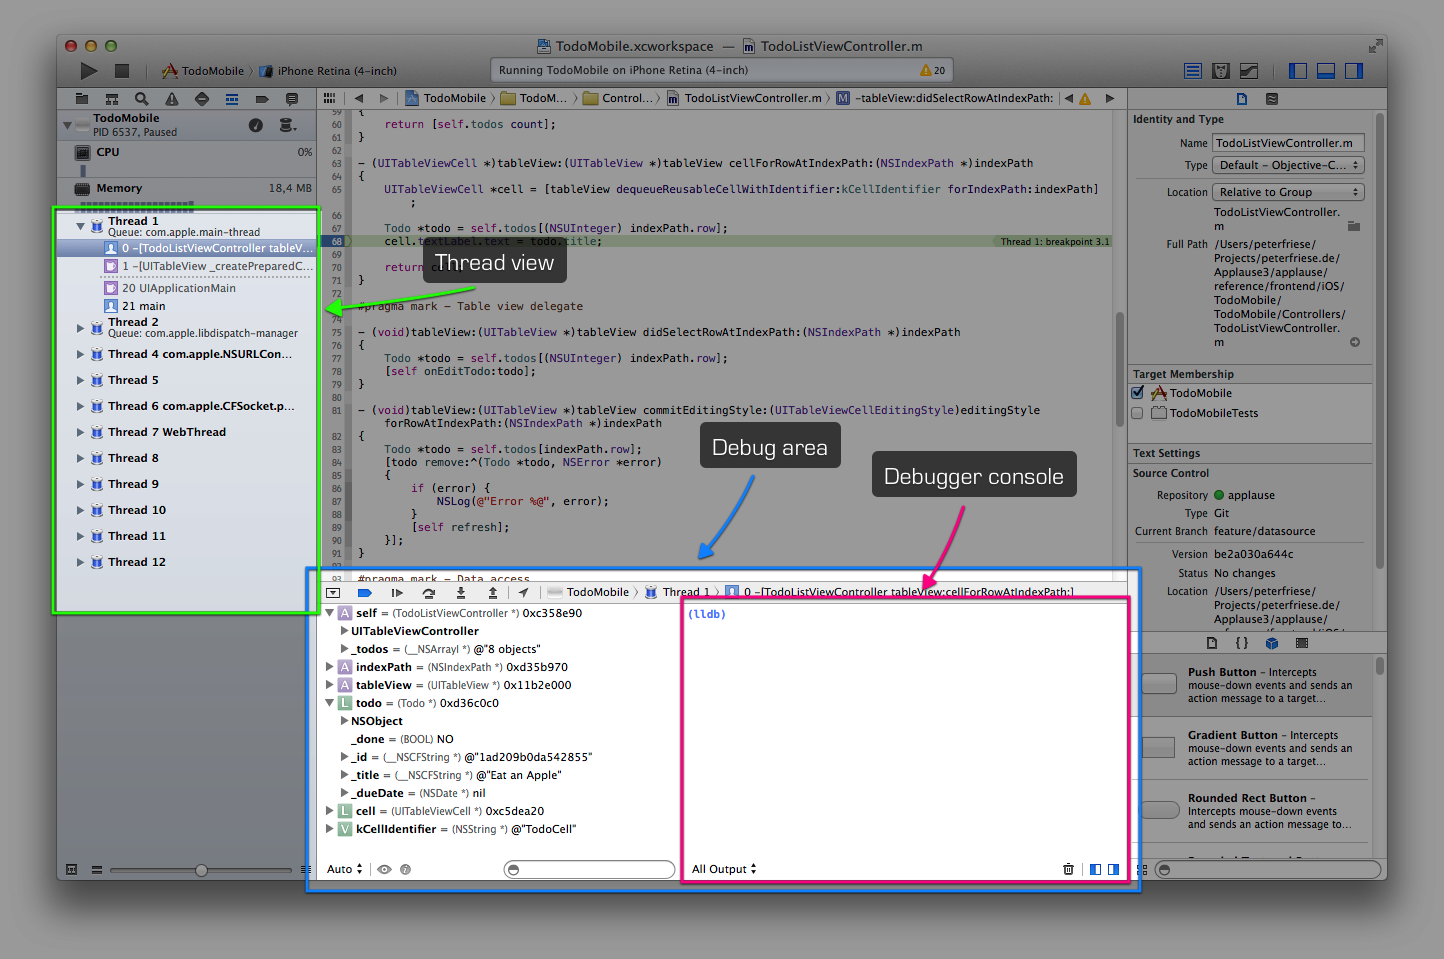 TodoMobile.xcworkspace — TodoListViewController.m
TodoMobile iPhone Retina (4-inch)
Running TodoMobile on iPhone Retina (4-inch)
20
TodoMobile
PID 6537, Paused
CPU 0%
Memory 18,4 MB
Thread 1
Queue: com.apple.main-thread
0 -[TodoListViewController tableV...
1 -[UITableView _createPreparedC...
20 UIApplicationMain
21 main
Thread 2
Queue: com.apple.libdispatch-manager
Thread 4 com.apple.NSURLCon...
Thread 5
Thread 6 com.apple.CFSocket.p...
Thread 7 WebThread
Thread 8
Thread 9
Thread 10
Thread 11
Thread 12
TodoMobile TodoM... Control... TodoListViewController.m M -tableView:didSelectRowAtIndexPath:
59 {
60 return [self.todos count];
61 }
62
63 - (UITableViewCell *)tableView:(UITableView *)tableView cellForRowAtIndexPath:(NSIndexPath *)indexPath
64 {
65 UITableViewCell *cell = [tableView dequeueReusableCellWithIdentifier:kCellIdentifier forIndexPath:indexPath]
;
66
67 Todo *todo = self.todos[(NSUInteger) indexPath.row];
68 cell.textLabel.text = todo.title; Thread 1: breakpoint 3.1
69
70 return
71 }
72
#pragma mark - Table view delegate
74
75 - (void)tableView:(UITableView *)tableView didSelectRowAtIndexPath:(NSIndexPath *)indexPath
76 {
77 Todo *todo = self.todos[(NSUInteger) indexPath.row];
78 [self onEditTodo:todo];
79 }
80
81 - (void)tableView:(UITableView *)tableView commitEditingStyle:(UITableViewCellEditingStyle)editingStyle
forRowAtIndexPath:(NSIndexPath *)indexPath
82 {
83 Todo *todo = self.todos[indexPath.row];
84 [todo remove:^(Todo *todo, NSError *error)
85 {
86 if (error) {
87 NSLog(@"Error %@", error);
88 }
89 [self refresh];
90 }];
91 }
92
93 #pragma mark - Data access
Thread view
Debug area
Debugger console
TodoMobile Thread 1 0 -[TodoListViewController tableView:cellForRowAtIndexPath:]
A self = (TodoListViewController *) 0xc358e90
UITableViewController
_todos = (__NSArrayI *) @"8 objects"
A indexPath = (NSIndexPath *) 0xd35b970
A tableView = (UITableView *) 0x11b2e000
L todo = (Todo *) 0xd36c0c0
NSObject
_done = (BOOL) NO
_id = (__NSCFString *) @"1ad209b0da542855"
_title = (__NSCFString *) @"Eat an Apple"
_dueDate = (NSDate *) nil
L cell = (UITableViewCell *) 0xc5dea20
V kCellIdentifier = (NSString *) @"TodoCell"
Auto
(lldb)
All Output
Identity and Type
Name TodoListViewController.m
Type Default - Objective-C...
Location Relative to Group
TodoListViewController.
m
Full Path /Users/peterfriese/
Projects/peterfriese.de/
Applause3/applause/
reference/frontend/iOS/
TodoMobile/
TodoMobile/Controllers/
TodoListViewController.
m
Target Membership
TodoMobile
TodoMobileTests
Text Settings
Source Control
Repository applause
Type Git
Current Branch feature/datasource
Version be2a030a644c
Status No changes
Location /Users/peterfriese/
Projects/peterfriese.de/
Applause3/applause/
{ }
Push Button - Intercepts
mouse-down events and sends an
action message to a target...
Gradient Button - Intercepts
mouse-down events and sends an
action message to a target...
Rounded Rect Button -
Intercepts mouse-down events
and sends an action message to...